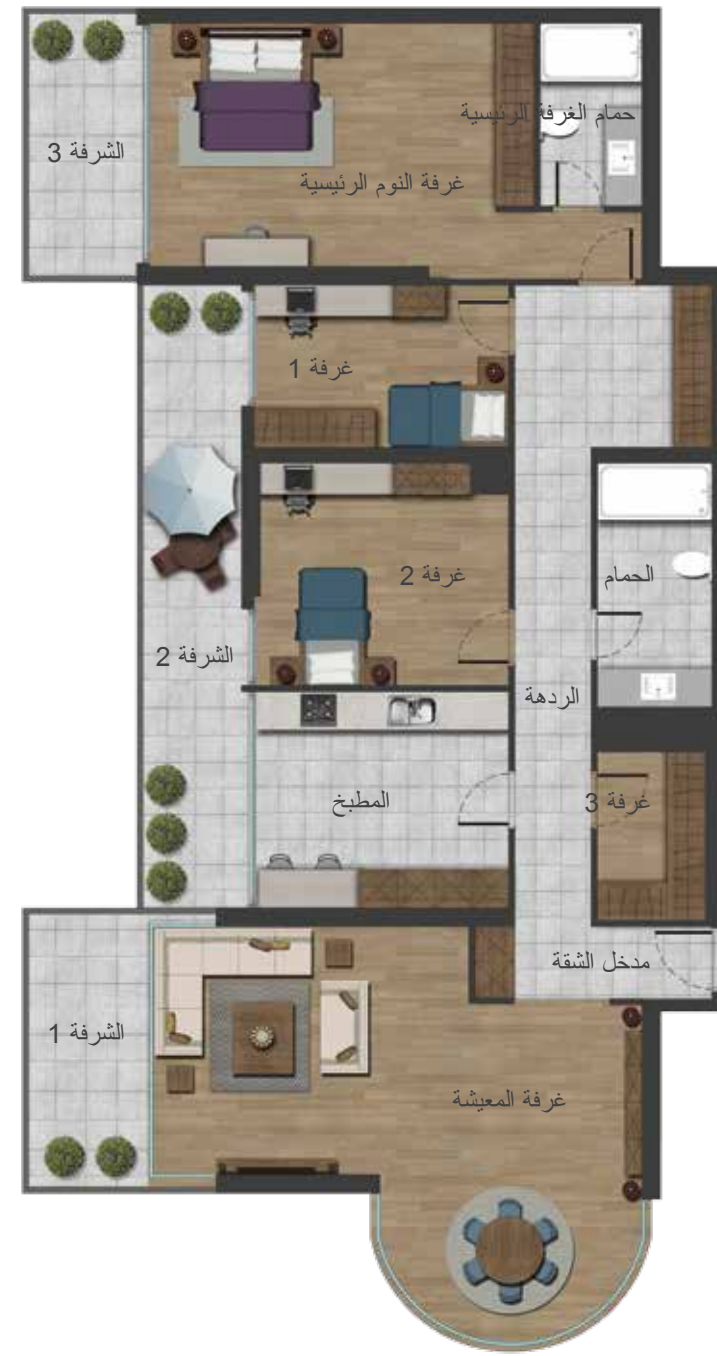 حمام الغرفة الرئيسية
الشرفة 3
غرفة النوم الرئيسية
غرفة 1
غرفة 2
الحمام
الشرفة 2
الردهة
المطبخ
غرفة 3
مدخل الشقة
الشرفة 1
غرفة المعيشة